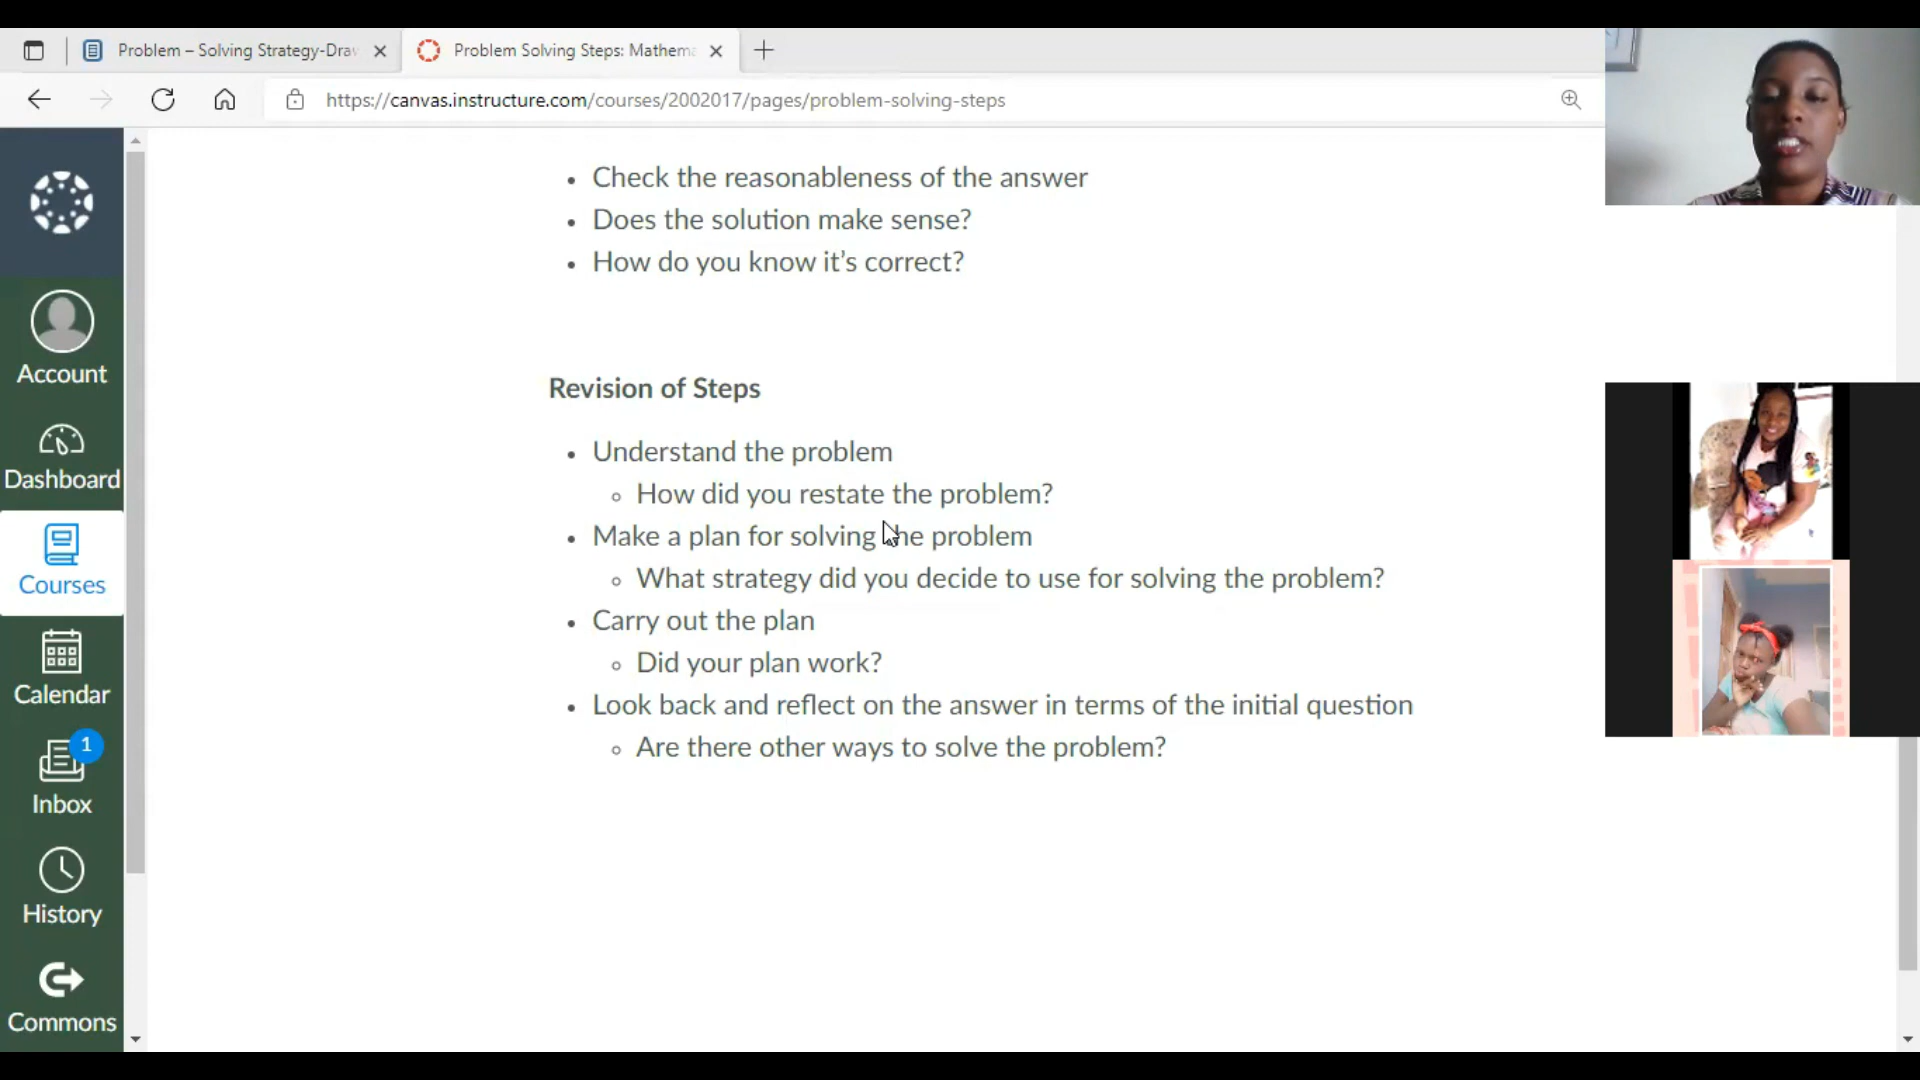 Problem – Solving Strategy-Drav
Problem Solving Steps: Mathema
https://canvas.instructure.com/courses/2002017/pages/problem-solving-steps
Account
Dashboard
Courses
Calendar
1
Inbox
History
Commons
• Check the reasonableness of the answer
• Does the solution make sense?
• How do you know it’s correct?
Revision of Steps
• Understand the problem
◦ How did you restate the problem?
• Make a plan for solving the problem
◦ What strategy did you decide to use for solving the problem?
• Carry out the plan
◦ Did your plan work?
• Look back and reflect on the answer in terms of the initial question
◦ Are there other ways to solve the problem?